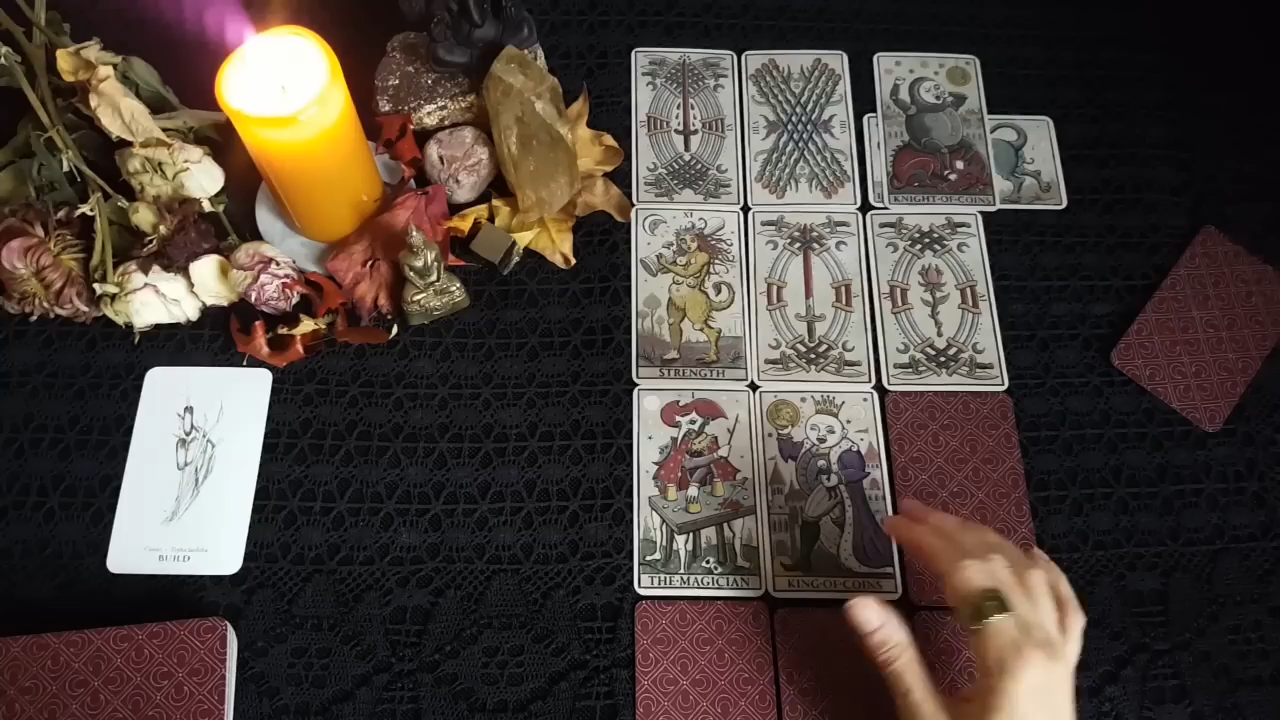 KNIGHT·OF·COINS
XI
STRENGTH
THE·MAGICIAN
KING·OF·COINS
BUILD